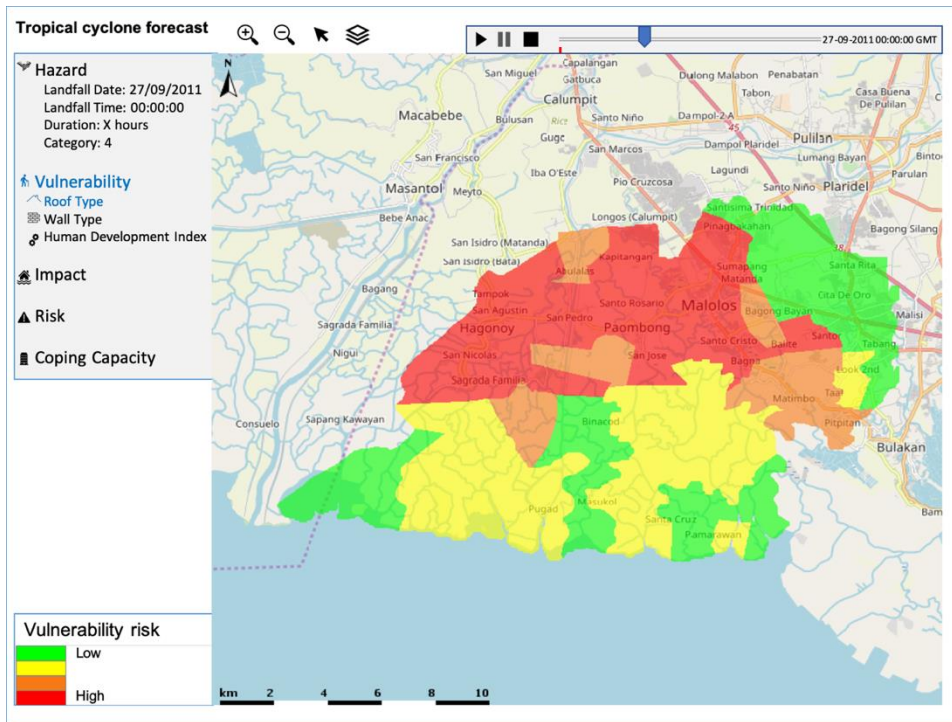 Tropical cyclone forecast
27-09-2011 00:00:00 GMT
Hazard
Landfall Date: 27/09/2011
Landfall Time: 00:00:00
Duration: X hours
Category: 4
Vulnerability
Roof Type
Wall Type
Human Development Index
Impact
Risk
Coping Capacity
N
Capalangan
San Miguel
Gatbuca
Dulong Malabon
Penabatan
Tabon
Casa Buena
De Pulilan
Calumpit
Macabebe
Bulusan
Rice
Santo Niño
Dampol-2 A
45
Pulilan
Guge
San Marcos
Dampol Plaridel
Lumang Bayan
Binto
San Francisco
Iba O'Este
Lagundi
Parulan
Masantol
Meyto
Pio Cruzcosa
Santo Niño
Plaridel
Bebe Anac
Longos (Calumpit)
Santisima Trinidad
Pinagbakahan
Bagong Silang
San Isidro (Matanda)
38
San Isidro (Bata)
Kapitangan
Abulalas
Sumapang
Matanda
Santa Rita
Bagang
Tampok
San Agustin
Santo Rosario
Malolos
Cita De Oro
Sagrada Familia
Hagonoy
San Pedro
Paombong
Bagong Bayan
Malisi
Nigui
Santo Cristo
Balite
Santor
Tabang
San Nicolas
San Jose
Bagna
Look 2nd
Sagrada Familia
Matimbo
Taal
Consuelo
Sapang Kawayan
Binacod
Pitpitan
Bulakan
Pugad
Masukol
Bam
Santa Cruz
Pamarawan
Vulnerability risk
Low
High
km 2 4 6 8 10